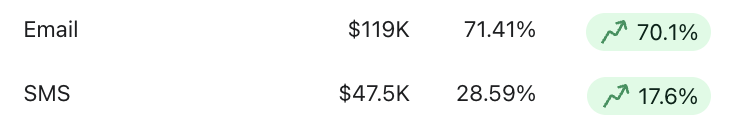 Email $119K 71.41% 70.1%
SMS $47.5K 28.59% 17.6%